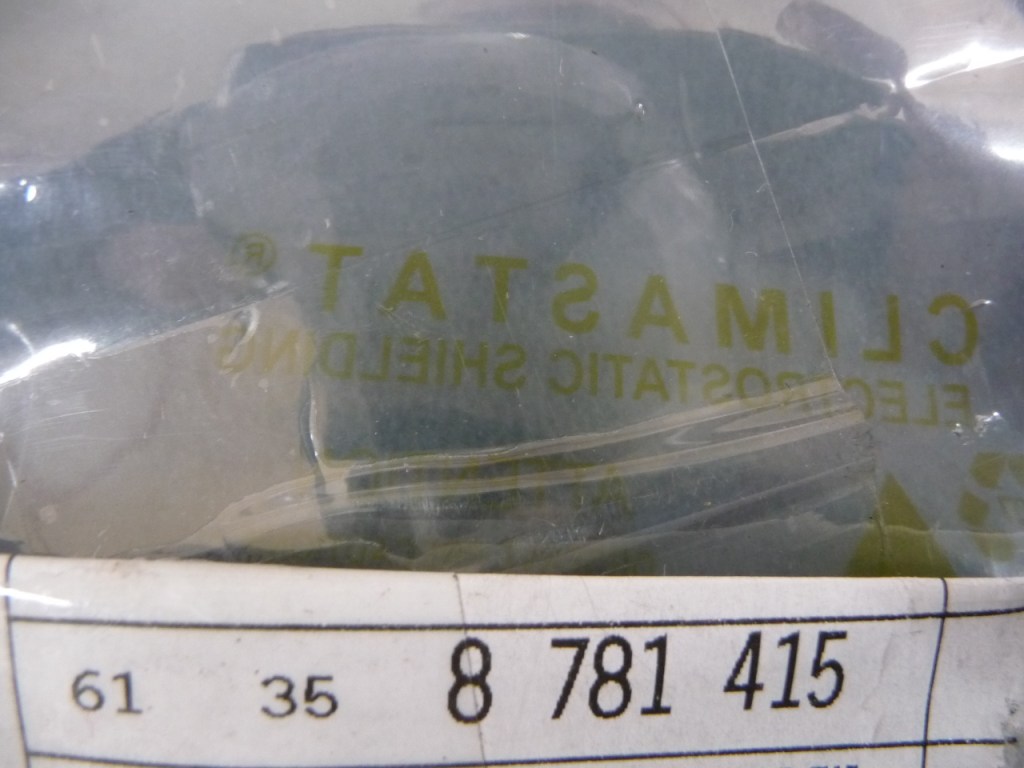 CLIMASTAT®
ELECTROSTATIC SHIELDING
61 35 8 781 415